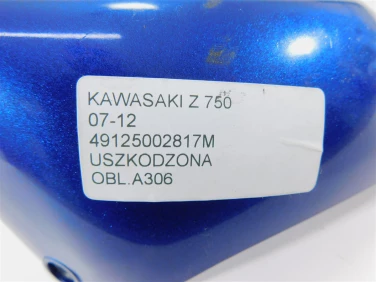 KAWASAKI Z 750
07-12
49125002817M
USZKODZONA
OBL.A306